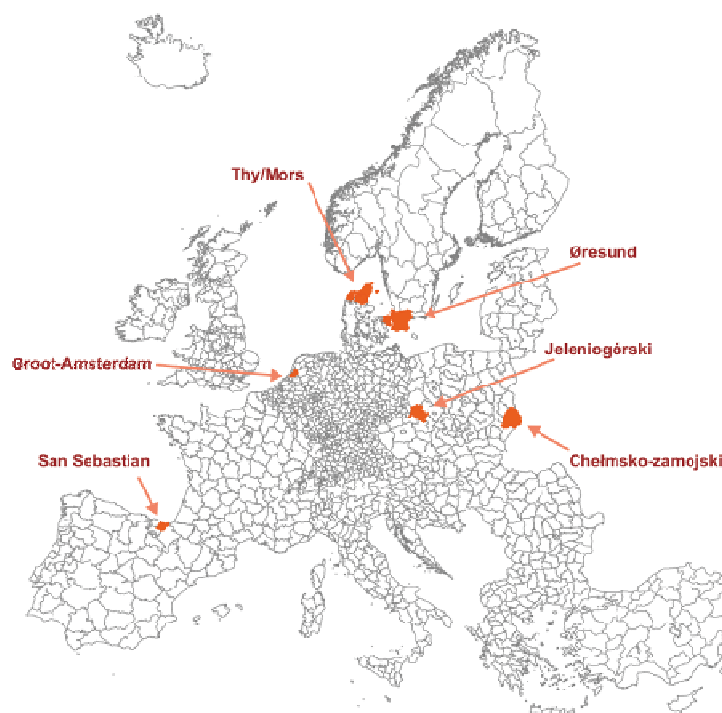 Thy/Mors
Øresund
Jeleniogórski
Groot-Amsterdam
San Sebastian
Chełmsko-zamojski